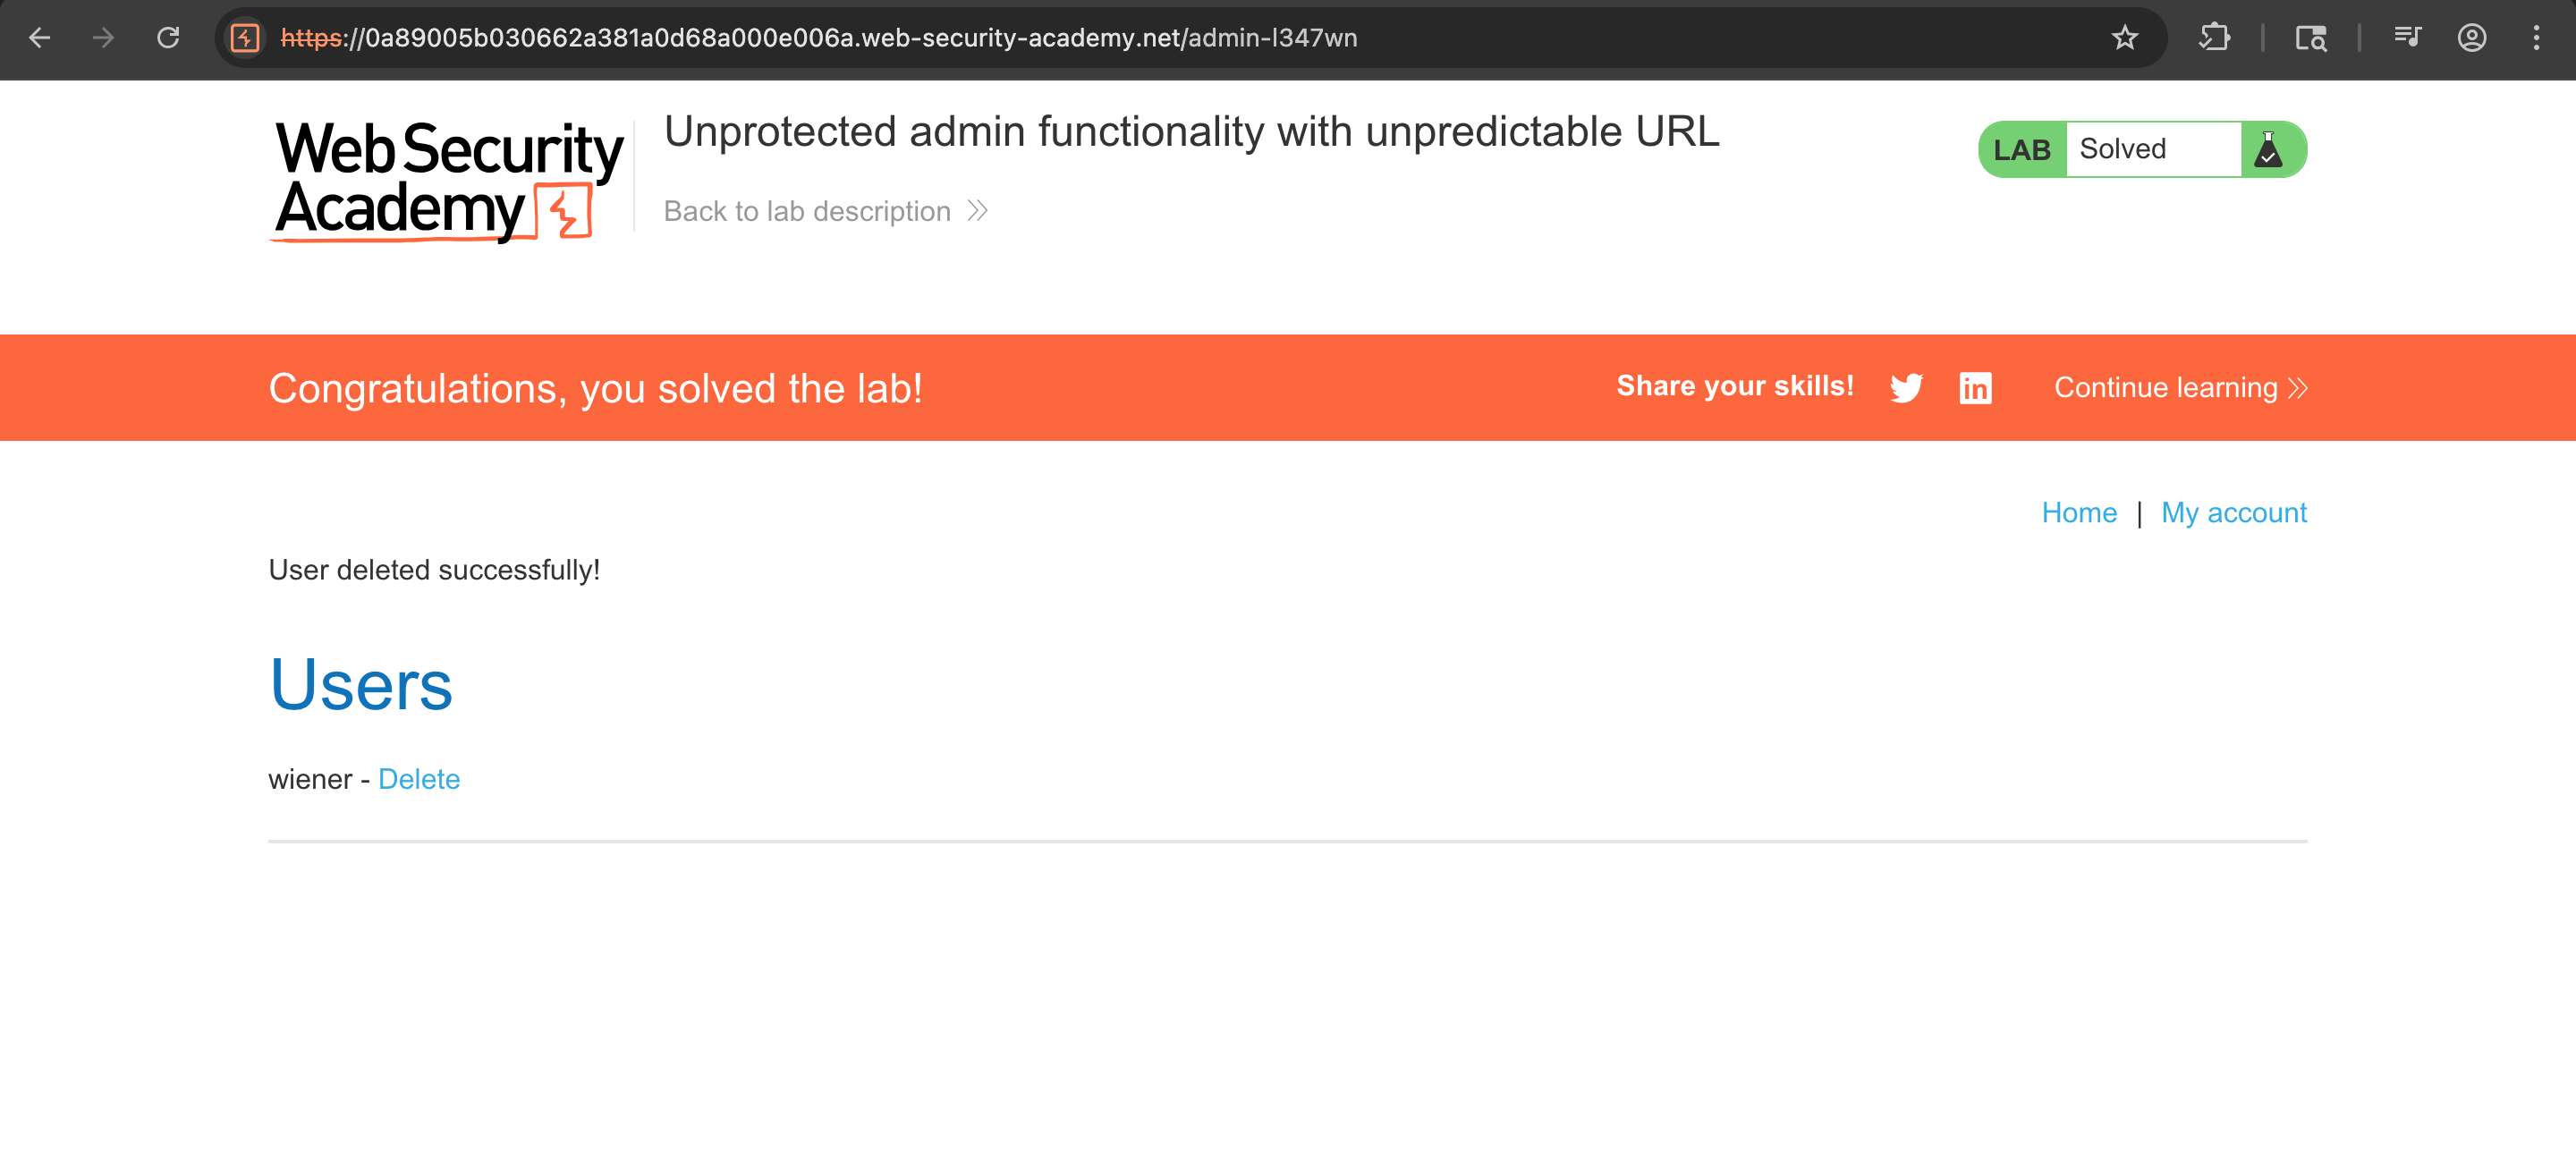 https://0a89005b030662a381a0d68a000e006a.web-security-academy.net/admin-l347wn
Web Security
Academy
Unprotected admin functionality with unpredictable URL
Back to lab description
LAB Solved
Congratulations, you solved the lab!
Share your skills!
Continue learning
Home | My account
User deleted successfully!
Users
wiener - Delete